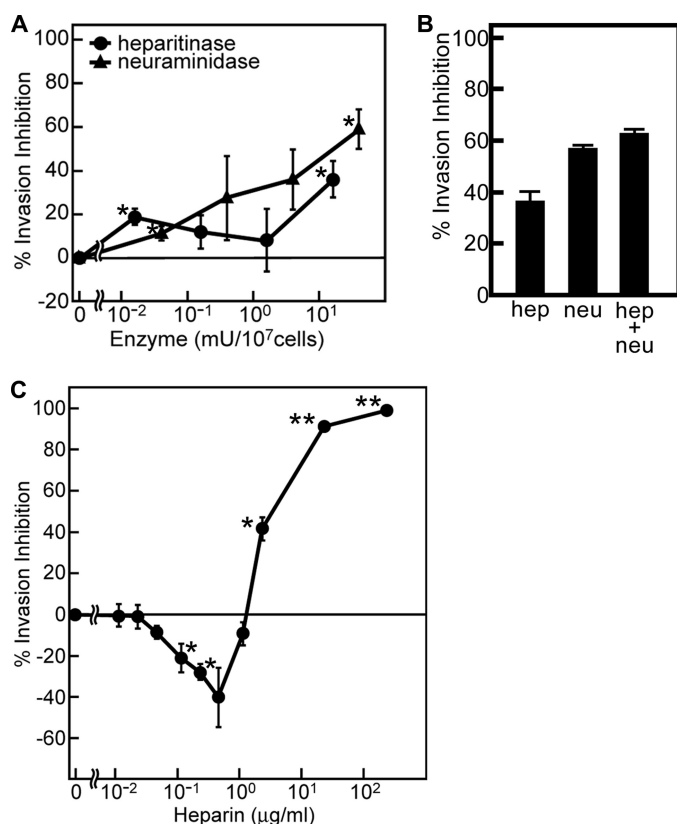 A
heparitinase
neuraminidase
% Invasion Inhibition
100
80
60
40
20
0
-20
*
*
*
*
0 10⁻² 10⁻¹ 10⁰ 10¹
Enzyme (mU/10⁷cells)
B
% Invasion Inhibition
100
80
60
40
20
0
hep neu hep
+
neu
C
% Invasion Inhibition
100
80
60
40
20
0
-20
-40
-60
*
*
*
**
**
0 10⁻² 10⁻¹ 10⁰ 10¹ 10²
Heparin (μg/ml)